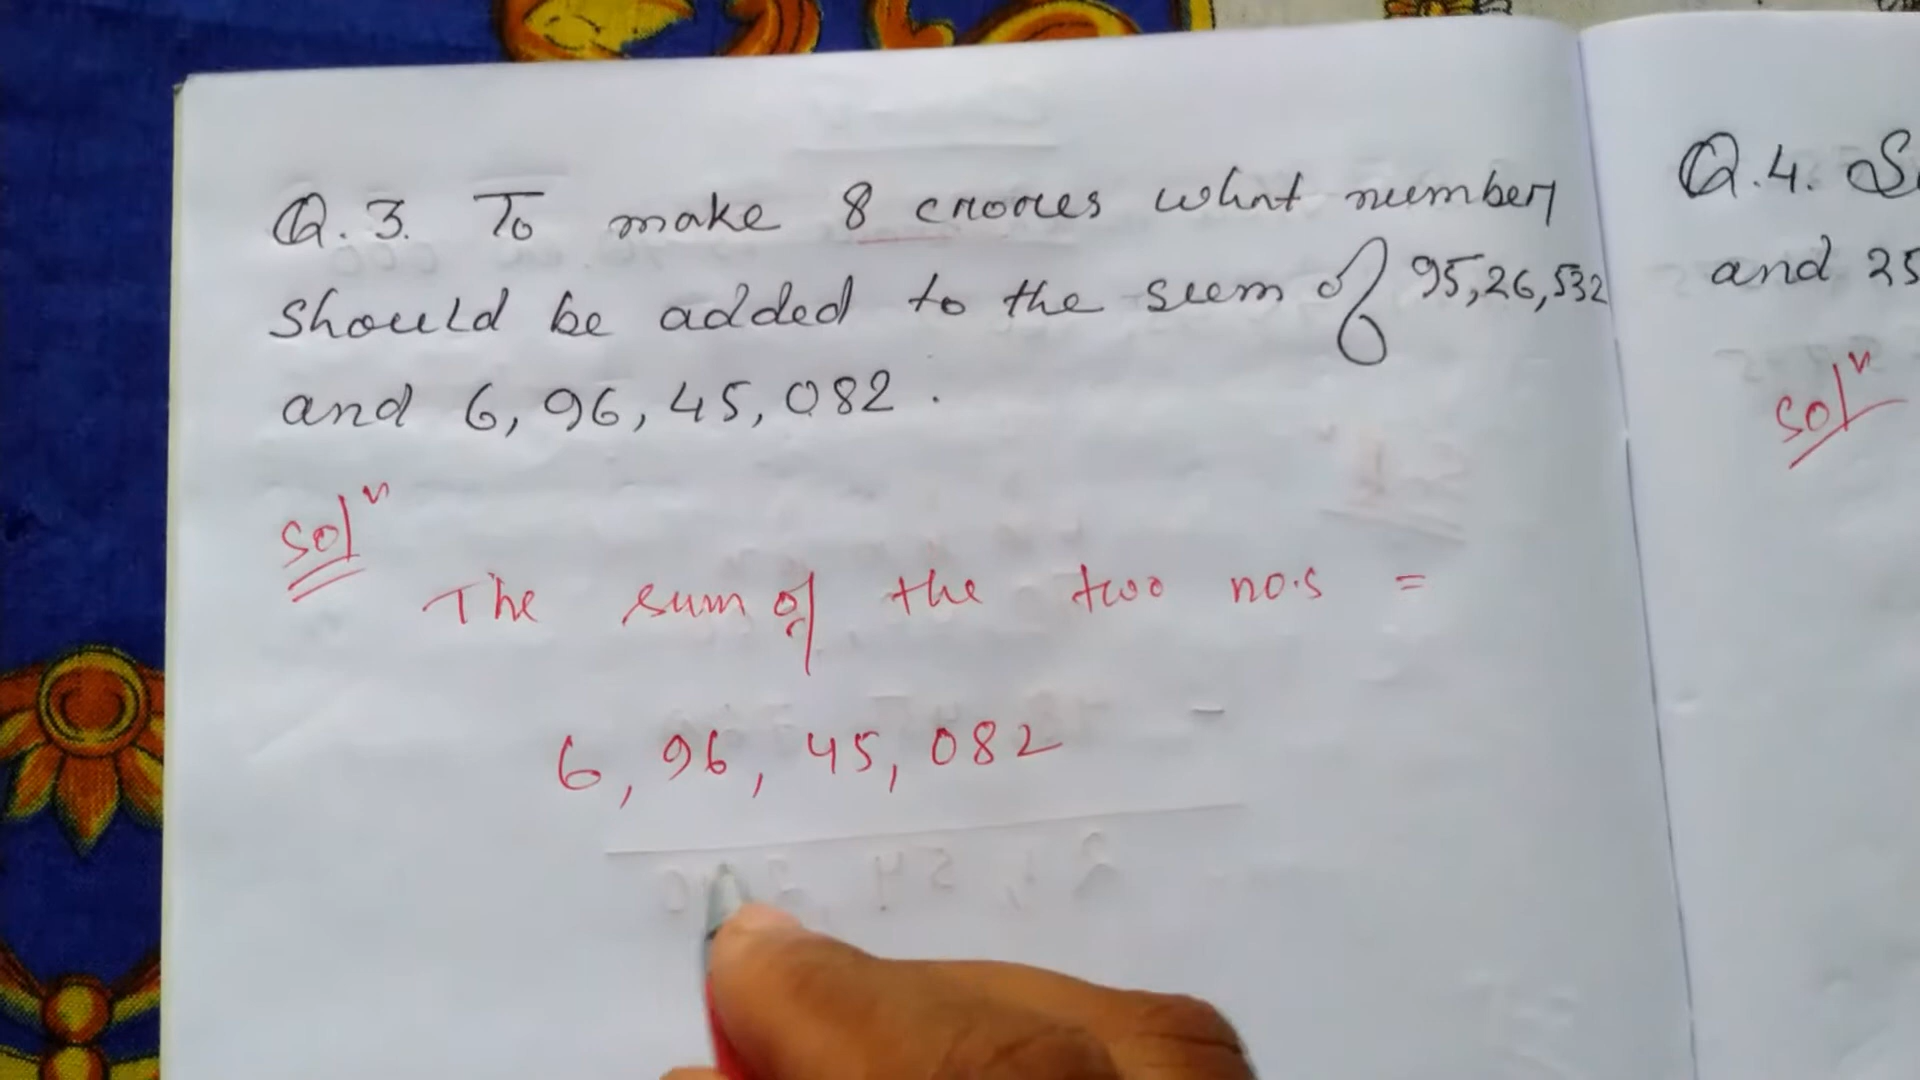 Q.3. To make 8 crores what number
should be added to the sum of 95,26,532
and 6,96,45,082.
Solⁿ
The sum of the two no.s =
6,96,45,082
Q.4.
and 25
Solⁿ